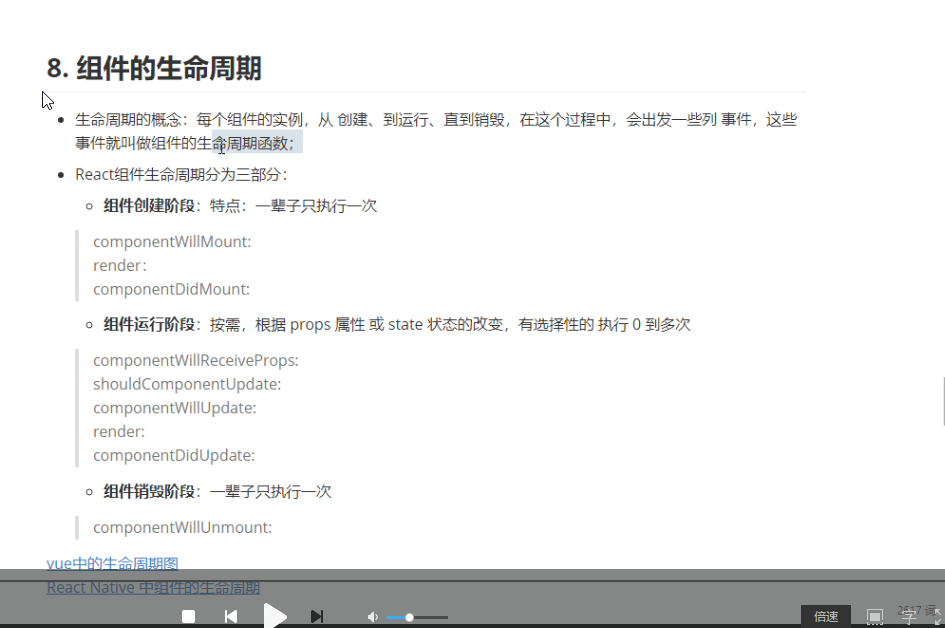 8. 组件的生命周期
生命周期的概念：每个组件的实例，从 创建、到运行、直到销毁，在这个过程中，会出发一些列 事件，这些
事件就叫做组件的生命周期函数；
React组件生命周期分为三部分：
组件创建阶段：特点：一辈子只执行一次
componentWillMount:
render：
componentDidMount:
组件运行阶段：按需，根据 props 属性 或 state 状态的改变，有选择性的 执行 0 到多次
componentWillReceiveProps:
shouldComponentUpdate:
componentWillUpdate:
render:
componentDidUpdate:
组件销毁阶段：一辈子只执行一次
componentWillUnmount:
vue中的生命周期图
React Native 中组件的生命周期
倍速 字 词